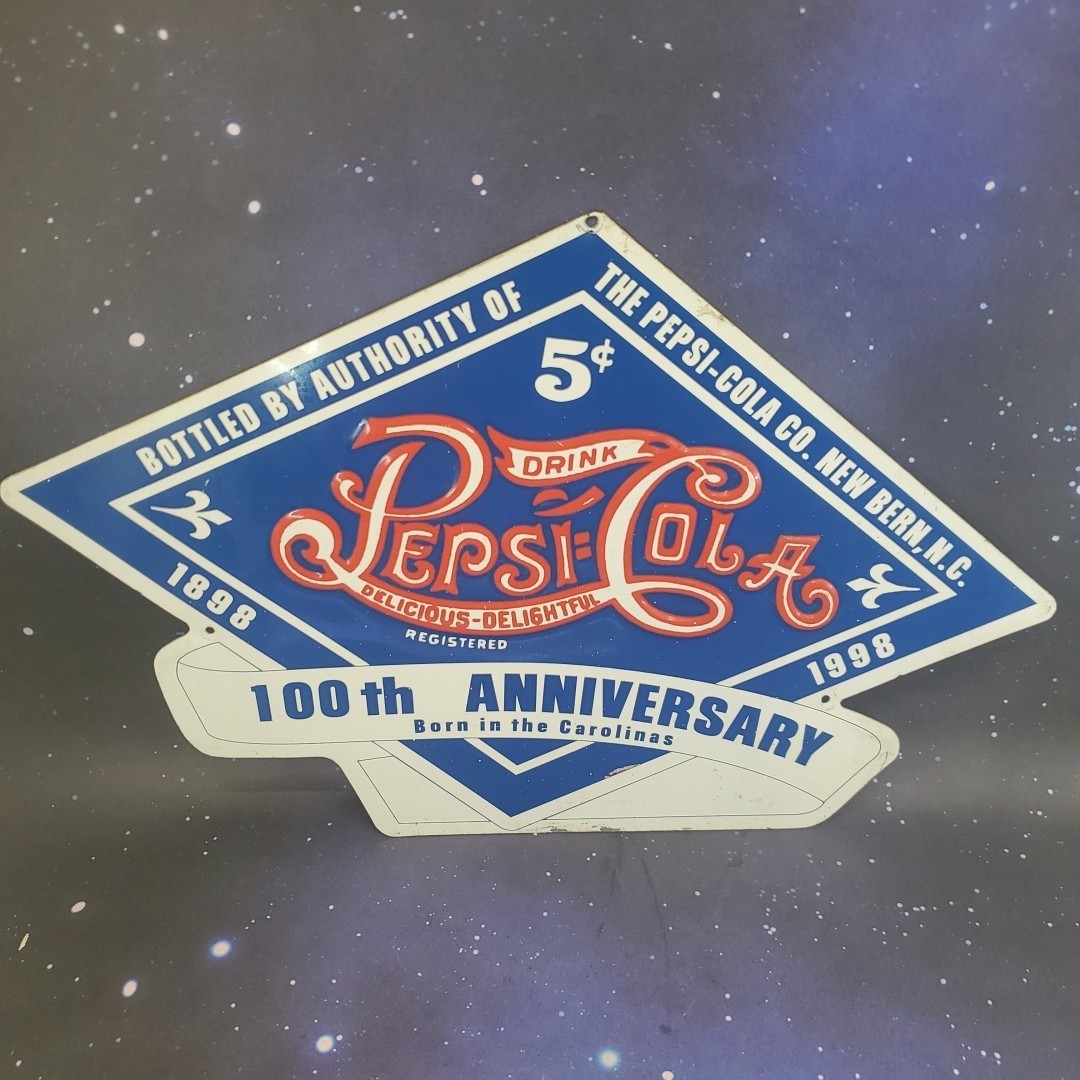 BOTTLED BY AUTHORITY OF
THE PEPSI-COLA CO. NEW BERN, N.C.
5¢
DRINK
PEPSI=COLA
DELICIOUS-DELIGHTFUL
REGISTERED
1898
1998
100th ANNIVERSARY
Born in the Carolinas